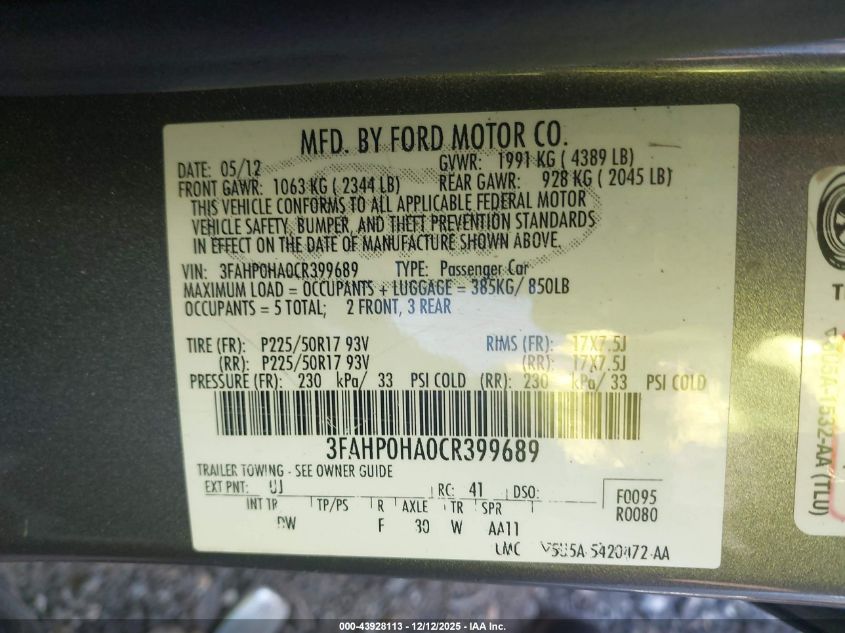 MFD. BY FORD MOTOR CO.
DATE: 05/12 GVWR: 1991 KG ( 4389 LB)
FRONT GAWR: 1063 KG ( 2344 LB) REAR GAWR: 928 KG ( 2045 LB)
THIS VEHICLE CONFORMS TO ALL APPLICABLE FEDERAL MOTOR
VEHICLE SAFETY, BUMPER, AND THEFT PREVENTION STANDARDS
IN EFFECT ON THE DATE OF MANUFACTURE SHOWN ABOVE.
VIN: 3FAHP0HA0CR399689 TYPE: Passenger Car
MAXIMUM LOAD = OCCUPANTS + LUGGAGE = 385KG/ 850LB
OCCUPANTS = 5 TOTAL; 2 FRONT, 3 REAR
TIRE (FR): P225/50R17 93V RIMS (FR): 17X7.5J
(RR): P225/50R17 93V (RR): 17X7.5J
PRESSURE (FR): 230 kPa/ 33 PSI COLD (RR): 230 kPa/ 33 PSI COLD
3FAHP0HA0CR399689
TRAILER TOWING - SEE OWNER GUIDE
EXT PNT: UJ RC: 41 DSO: F0095
INT TR TP/PS R AXLE TR SPR R0080
DW F 30 W AA11
LMC
000-43928113 - 12/12/2025 - IAA Inc.